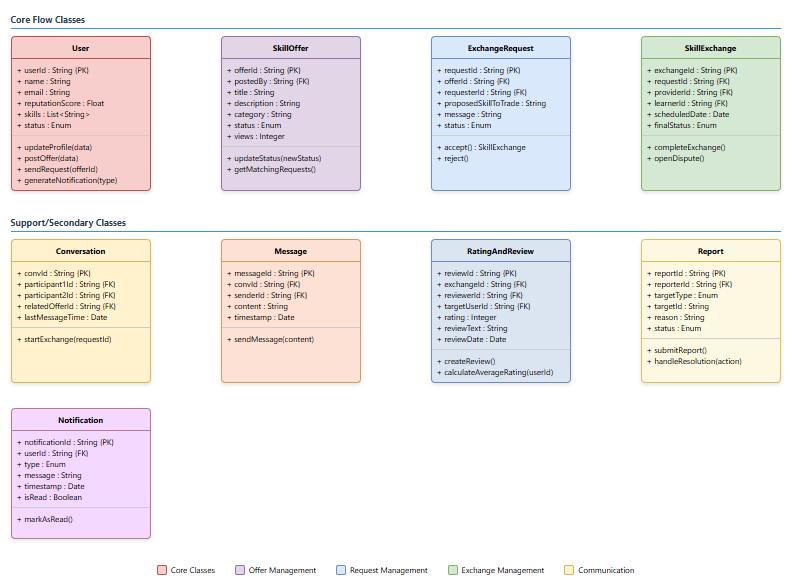 Core Flow Classes
User
+ userId : String (PK)
+ name : String
+ email : String
+ reputationScore : Float
+ skills : List<String>
+ status : Enum
+ updateProfile(data)
+ postOffer(data)
+ sendRequest(offerId)
+ generateNotification(type)
SkillOffer
+ offerId : String (PK)
+ postedBy : String (FK)
+ title : String
+ description : String
+ category : String
+ status : Enum
+ views : Integer
+ updateStatus(newStatus)
+ getMatchingRequests()
ExchangeRequest
+ requestId : String (PK)
+ offerId : String (FK)
+ requesterId : String (FK)
+ proposedSkillToTrade : String
+ message : String
+ status : Enum
+ accept() : SkillExchange
+ reject()
SkillExchange
+ exchangeId : String (PK)
+ requestId : String (FK)
+ providerId : String (FK)
+ learnerId : String (FK)
+ scheduledDate : Date
+ finalStatus : Enum
+ completeExchange()
+ openDispute()
Support/Secondary Classes
Conversation
+ convId : String (PK)
+ participant1Id : String (FK)
+ participant2Id : String (FK)
+ relatedOfferId : String (FK)
+ lastMessageTime : Date
+ startExchange(requestId)
Message
+ messageId : String (PK)
+ convId : String (FK)
+ senderId : String (FK)
+ content : String
+ timestamp : Date
+ sendMessage(content)
RatingAndReview
+ reviewId : String (PK)
+ exchangeId : String (FK)
+ reviewerId : String (FK)
+ targetUserId : String (FK)
+ rating : Integer
+ reviewText : String
+ reviewDate : Date
+ createReview()
+ calculateAverageRating(userId)
Report
+ reportId : String (PK)
+ reporterId : String (FK)
+ targetType : Enum
+ targetId : String
+ reason : String
+ status : Enum
+ submitReport()
+ handleResolution(action)
Notification
+ notificationId : String (PK)
+ userId : String (FK)
+ type : Enum
+ message : String
+ timestamp : Date
+ isRead : Boolean
+ markAsRead()
Core Classes
Offer Management
Request Management
Exchange Management
Communication